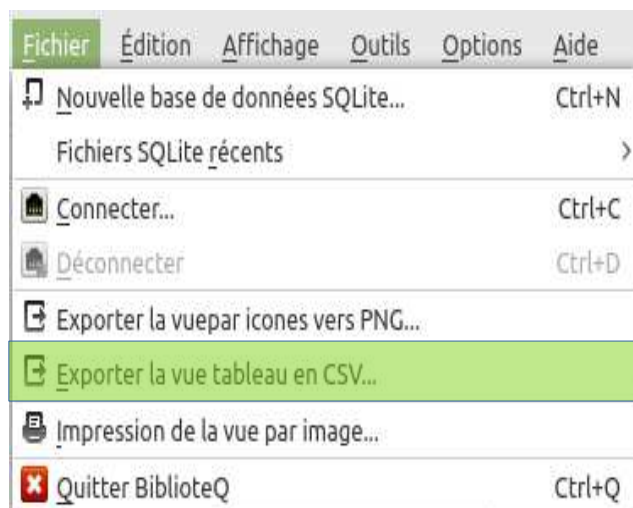 Fichier Édition Affichage Outils Options Aide
Nouvelle base de données SQLite... Ctrl+N
Fichiers SQLite récents
Connecter... Ctrl+C
Déconnecter Ctrl+D
Exporter la vuepar icones vers PNG...
Exporter la vue tableau en CSV...
Impression de la vue par image...
Quitter BiblioteQ Ctrl+Q